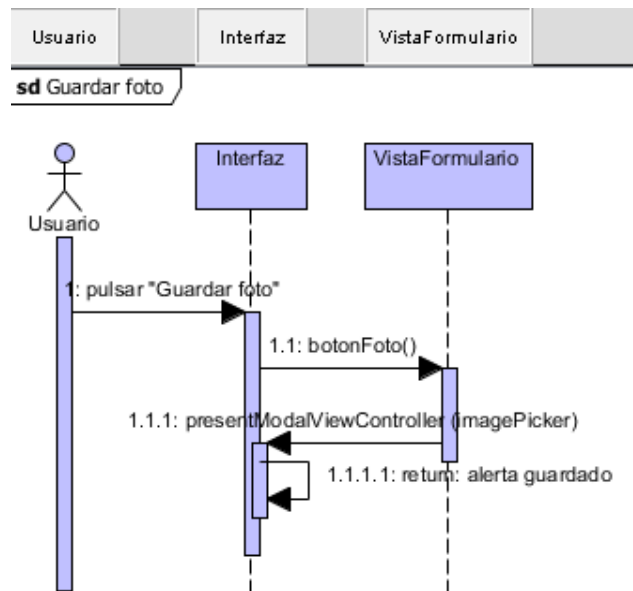 Usuario Interfaz VistaFormulario
sd Guardar foto
Interfaz VistaFormulario
Usuario
1: pulsar "Guardar foto"
1.1: botonFoto()
1.1.1: presentModalViewController (imagePicker)
1.1.1.1: return: alerta guardado